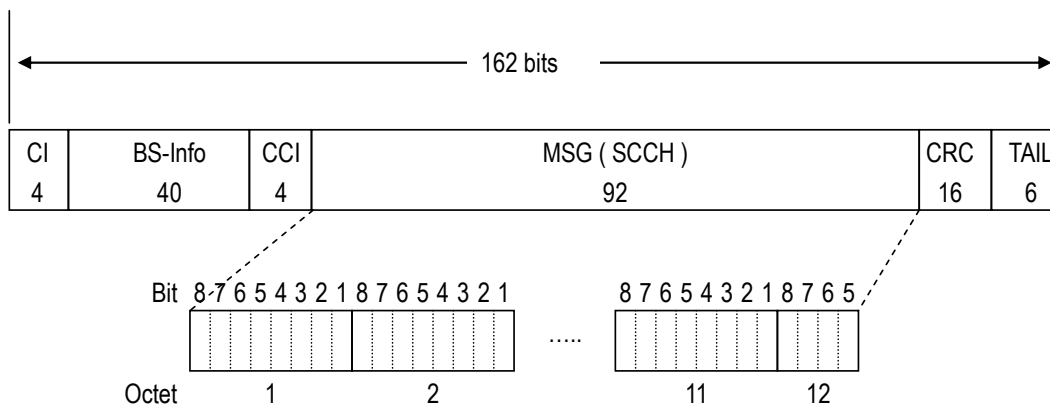 162 bits
CI BS-Info CCI MSG ( SCCH ) CRC TAIL
4 40 4 92 16 6
Bit 8 7 6 5 4 3 2 1 8 7 6 5 4 3 2 1 8 7 6 5 4 3 2 1 8 7 6 5
.....
Octet 1 2 11 12